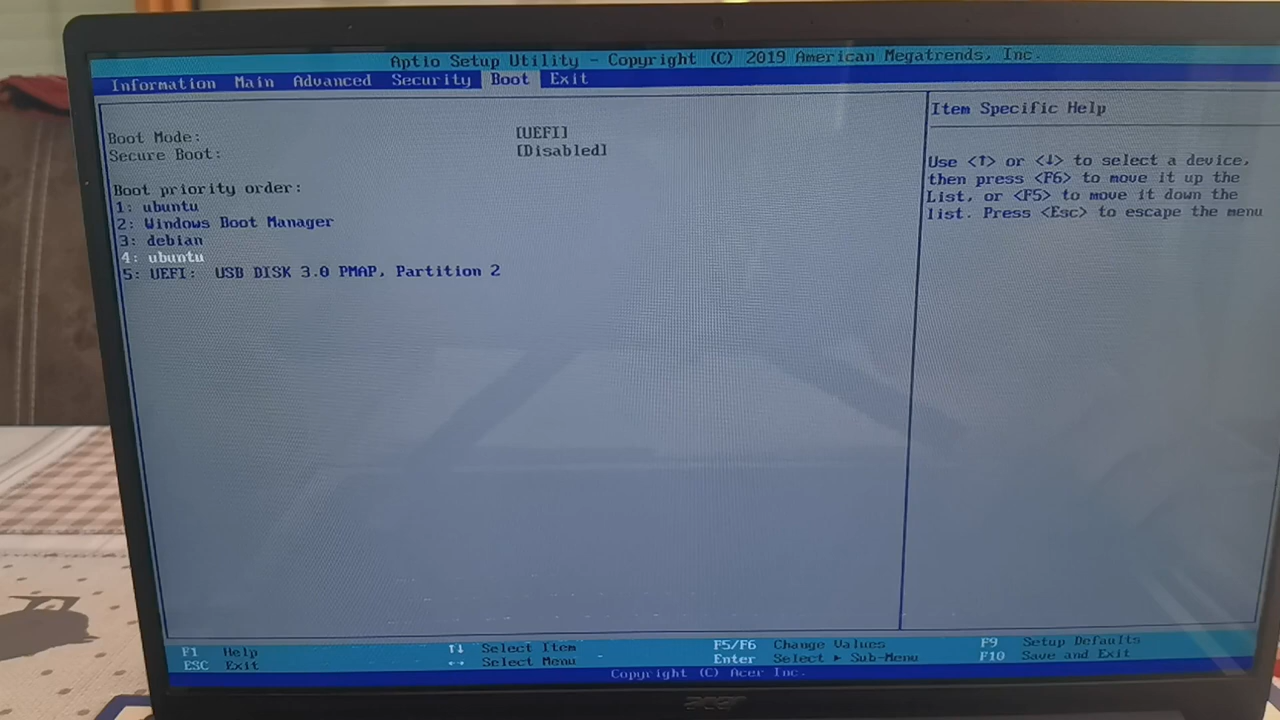 Aptio Setup Utility - Copyright (C) 2019 American Megatrends, Inc.
Information Main Advanced Security Boot Exit
Boot Mode: [UEFI]
Secure Boot: [Disabled]
Boot priority order:
1: ubuntu
2: Windows Boot Manager
3: debian
4: ubuntu
5: UEFI: USB DISK 3.0 PMAP, Partition 2
Item Specific Help
Use <↑> or <↓> to select a device,
then press <F6> to move it up the
List, or <F5> to move it down the
list. Press <Esc> to escape the menu
F1 Help ↑↓ Select Item F5/F6 Change Values F9 Setup Defaults
ESC Exit ↔ Select Menu Enter Select ► Sub-Menu F10 Save and Exit
Copyright (C) Acer Inc.
acer